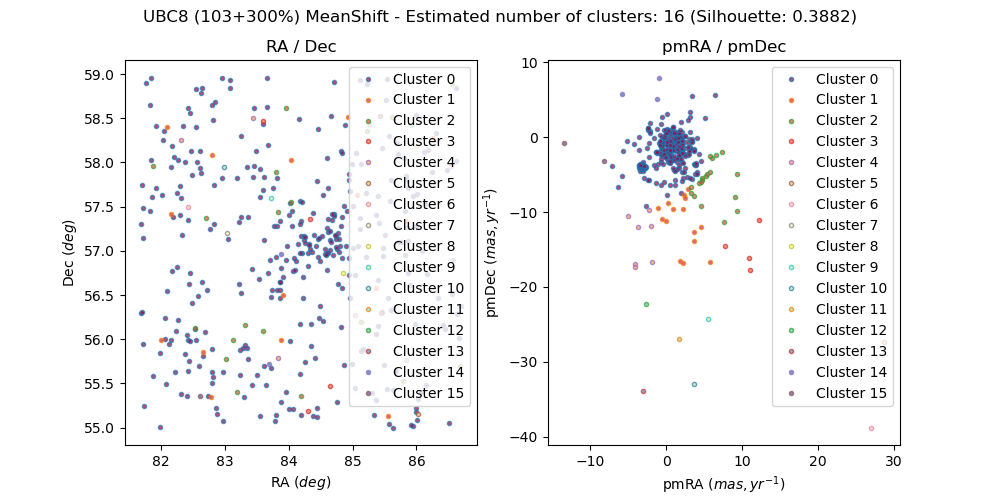 UBC8 (103+300%) MeanShift - Estimated number of clusters: 16 (Silhouette: 0.3882)
RA / Dec
59.0
58.5
58.0
57.5
57.0
56.5
56.0
55.5
55.0
Dec (deg)
82
83
84
85
86
RA (deg)
Cluster 0
Cluster 1
Cluster 2
Cluster 3
Cluster 4
Cluster 5
Cluster 6
Cluster 7
Cluster 8
Cluster 9
Cluster 10
Cluster 11
Cluster 12
Cluster 13
Cluster 14
Cluster 15
pmRA / pmDec
10
0
−10
−20
−30
−40
pmDec (mas, yr⁻¹)
−10
0
10
20
30
pmRA (mas, yr⁻¹)
Cluster 0
Cluster 1
Cluster 2
Cluster 3
Cluster 4
Cluster 5
Cluster 6
Cluster 7
Cluster 8
Cluster 9
Cluster 10
Cluster 11
Cluster 12
Cluster 13
Cluster 14
Cluster 15